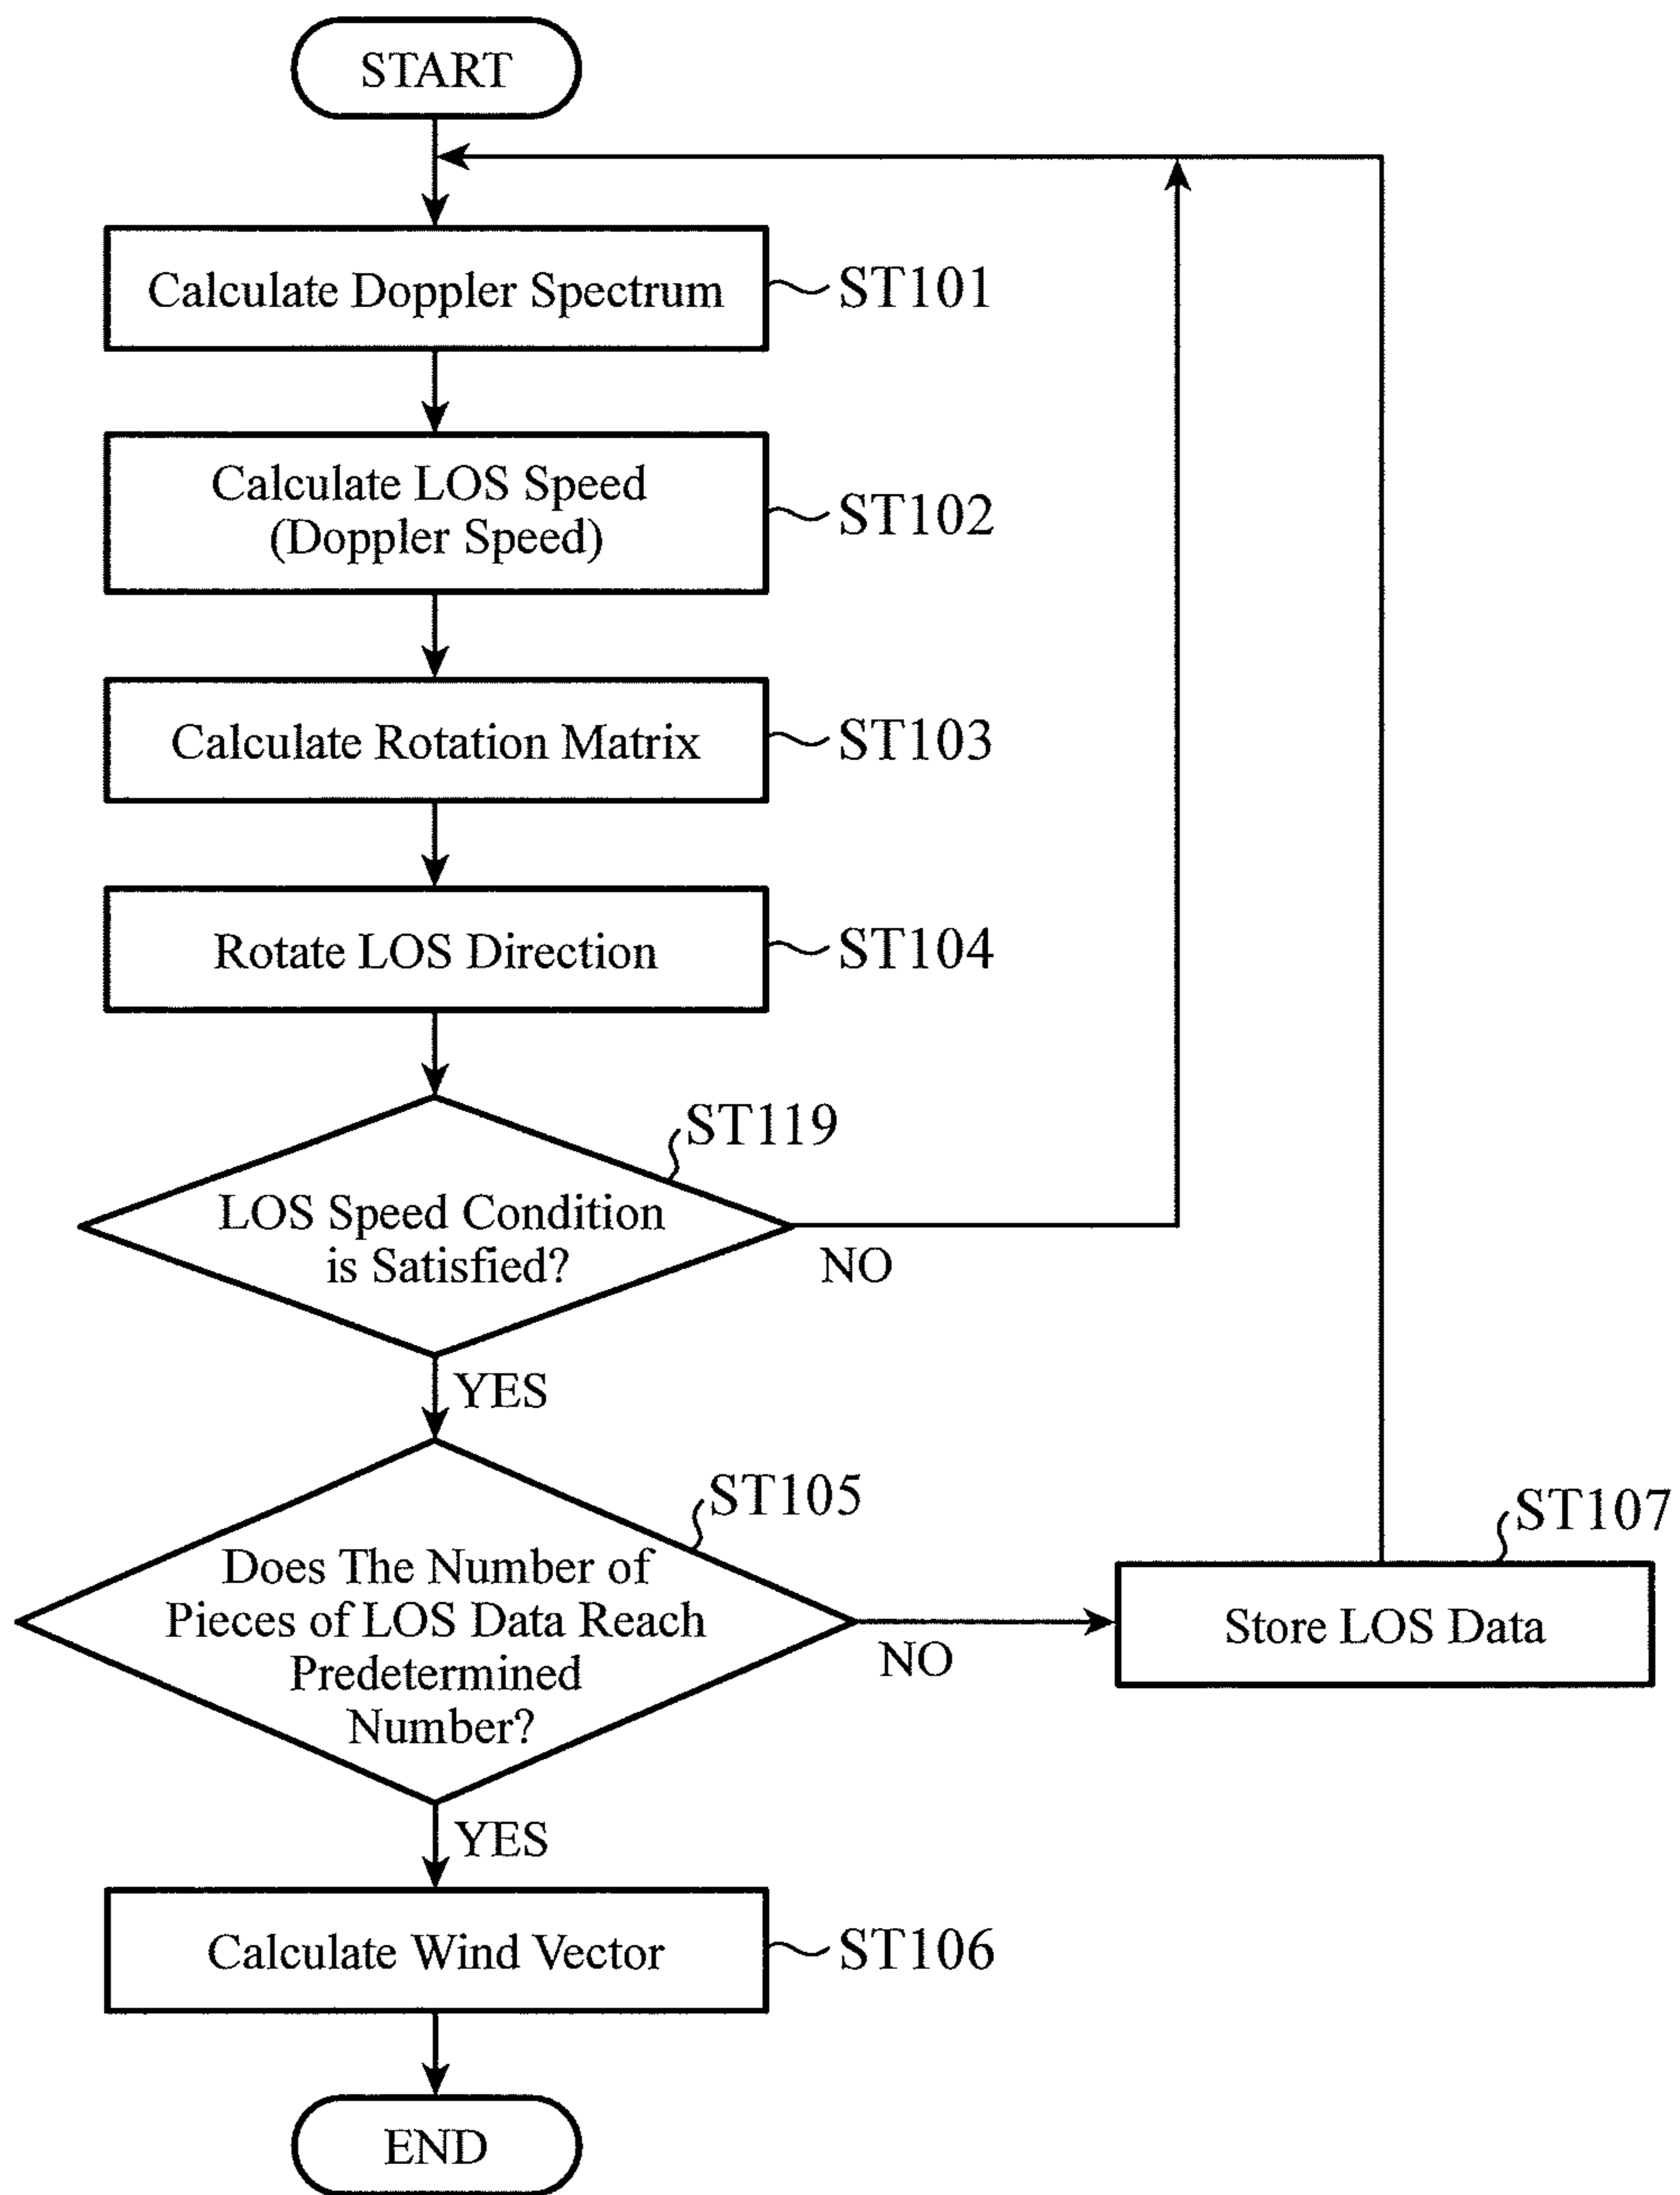 START
Calculate Doppler Spectrum
ST101
Calculate LOS Speed
(Doppler Speed)
ST102
Calculate Rotation Matrix
ST103
Rotate LOS Direction
ST104
ST119
LOS Speed Condition
is Satisfied?
NO
YES
ST105
Does The Number of
Pieces of LOS Data Reach
Predetermined
Number?
NO
ST107
Store LOS Data
YES
Calculate Wind Vector
ST106
END